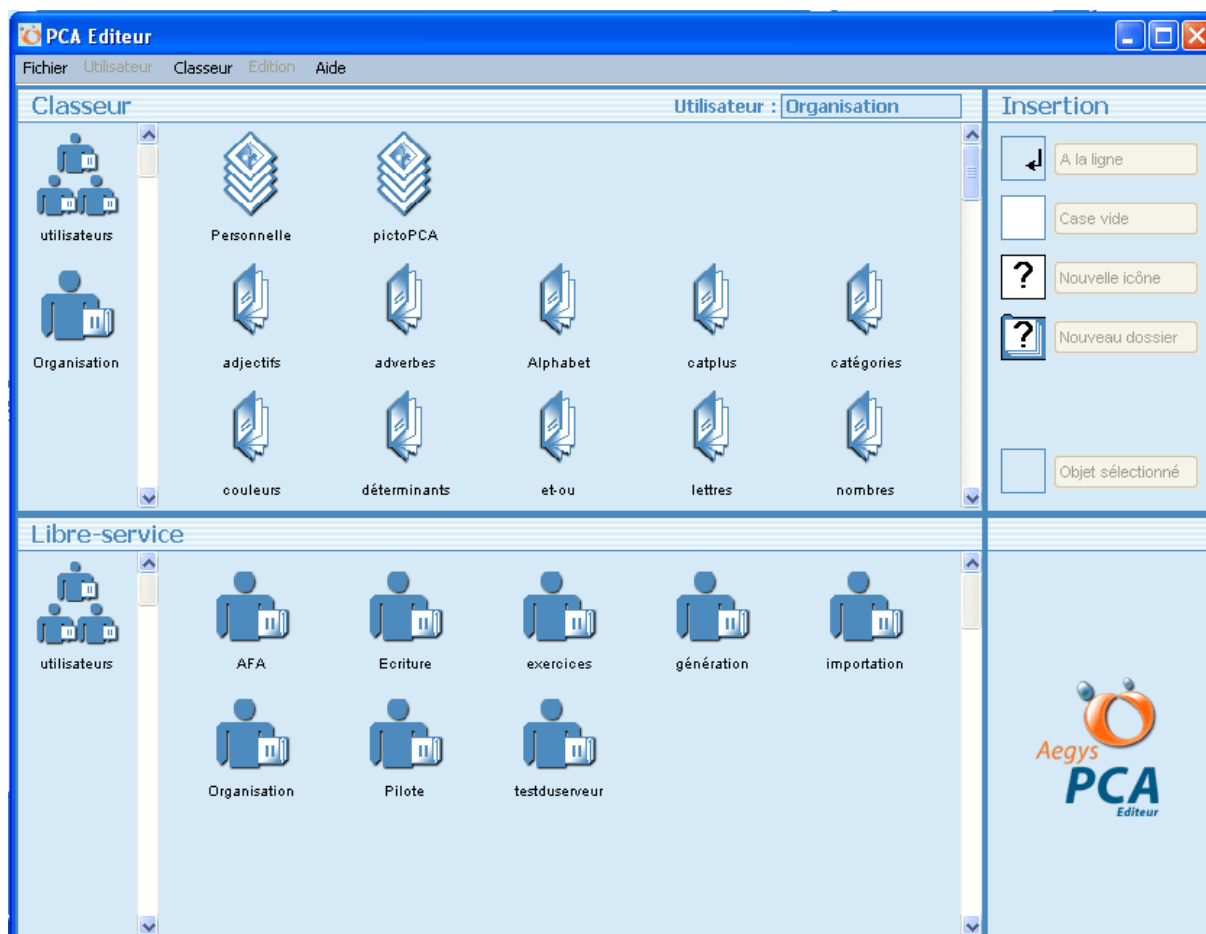 PCA Editeur
Fichier Utilisateur Classeur Edition Aide
Classeur
Utilisateur : Organisation
utilisateurs
Organisation
Personnelle pictoPCA
adjectifs adverbes Alphabet catplus catégories
couleurs déterminants et-ou lettres nombres
Insertion
A la ligne
Case vide
? Nouvelle icône
? Nouveau dossier
Objet sélectionné
Libre-service
utilisateurs
AFA Ecriture exercices génération importation
Organisation Pilote testduserveur
Aegys
PCA
Editeur